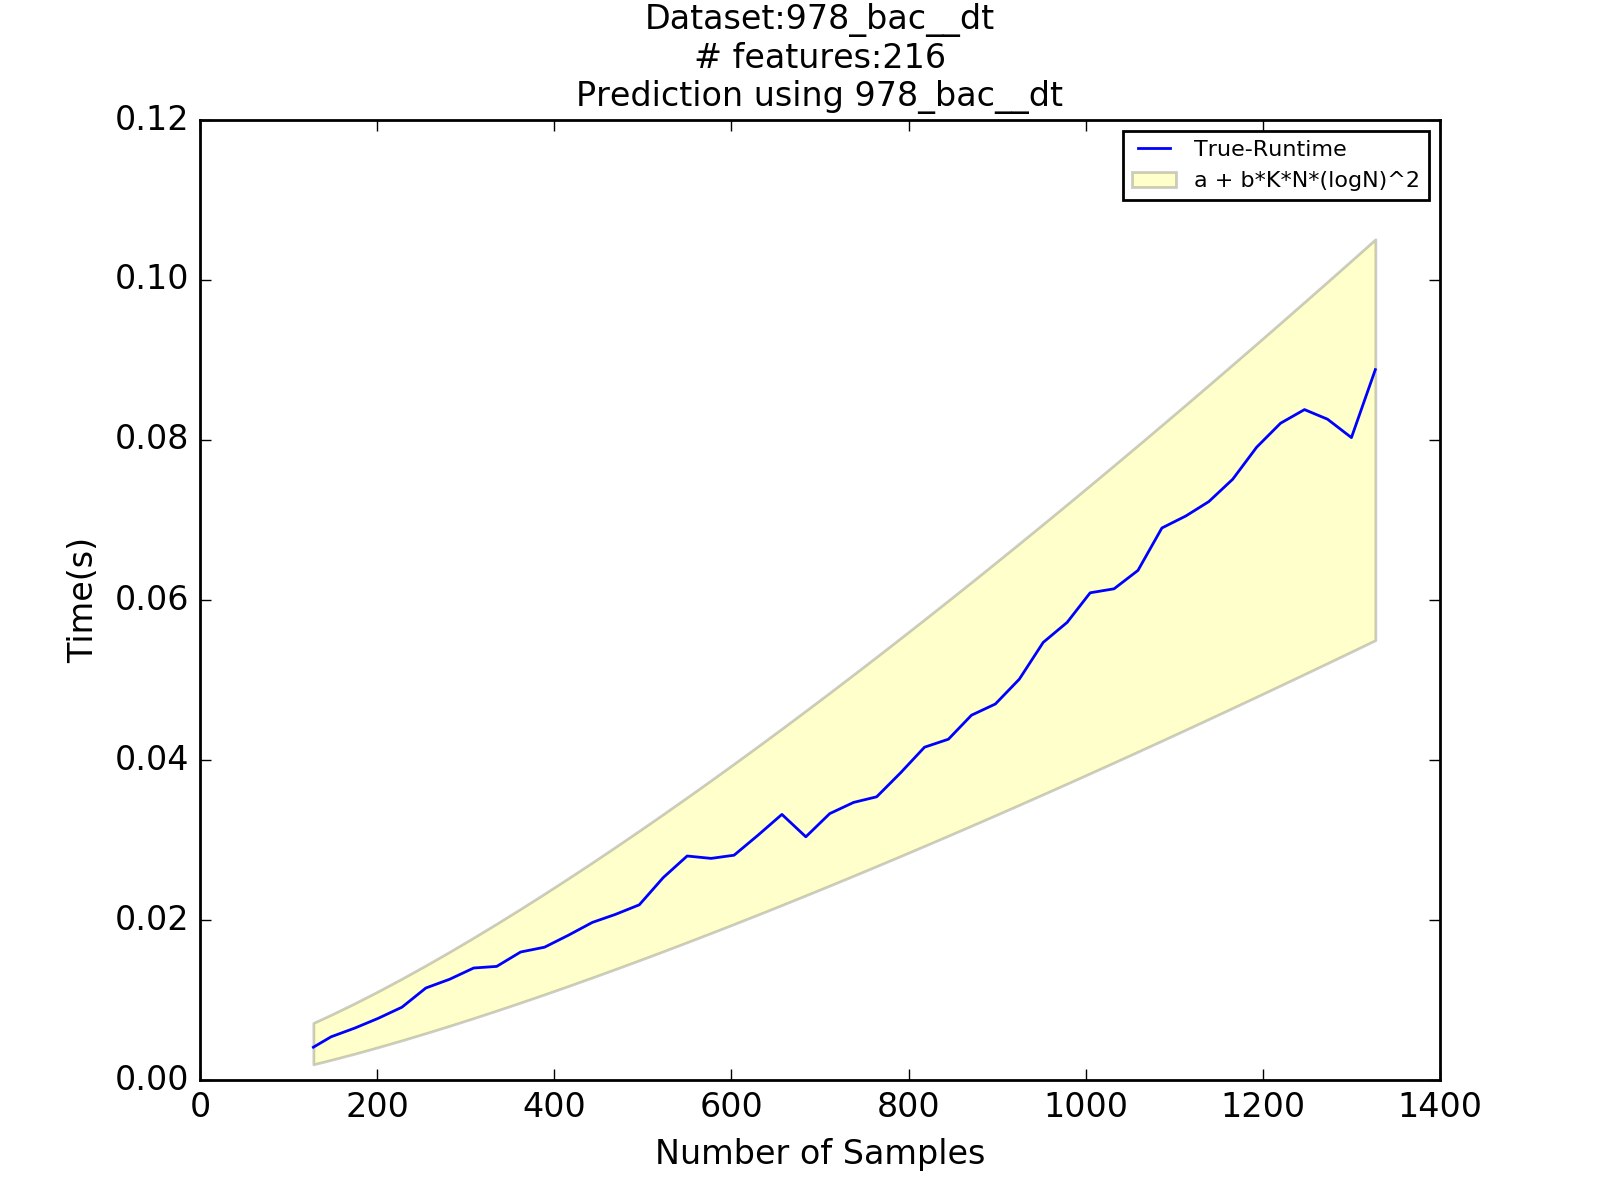 Dataset:978_bac__dt
# features:216
Prediction using 978_bac__dt
0.12
0.10
0.08
0.06
0.04
0.02
0.00
Time(s)
True-Runtime
a + b*K*N*(logN)^2
0 200 400 600 800 1000 1200 1400
Number of Samples